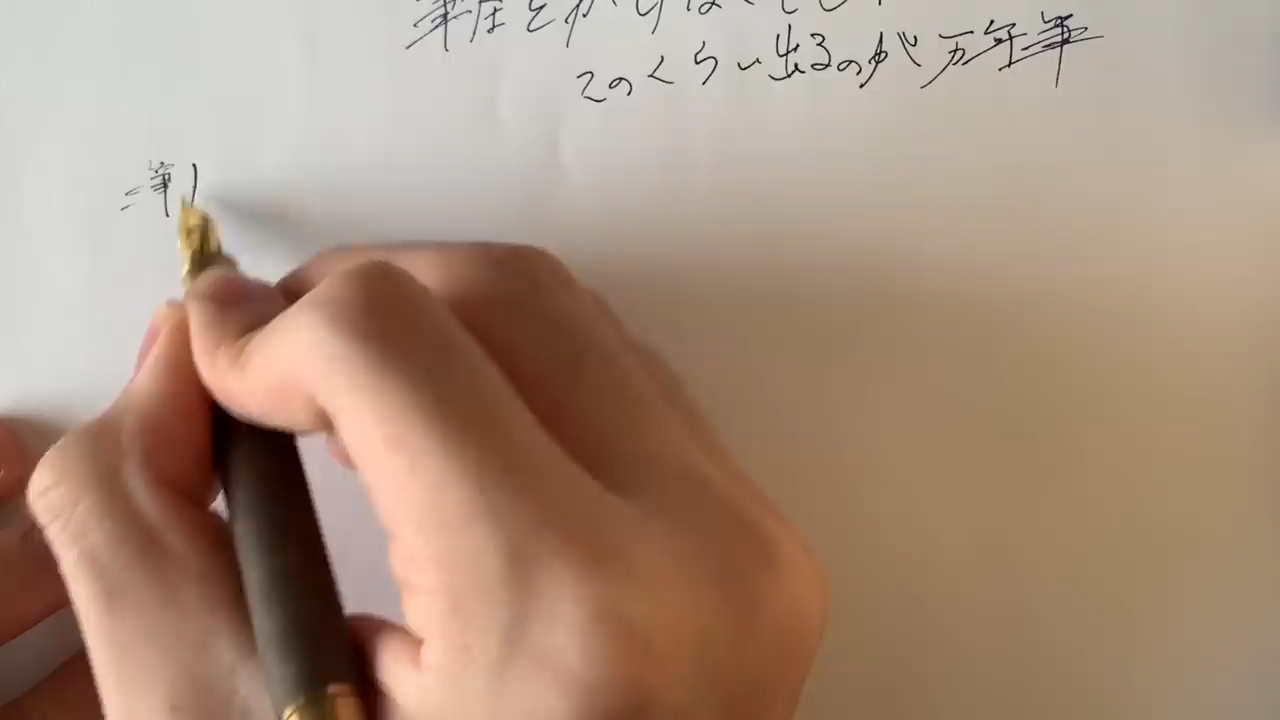 筆圧をかけなくても
このくらい出るのが万年筆
筆